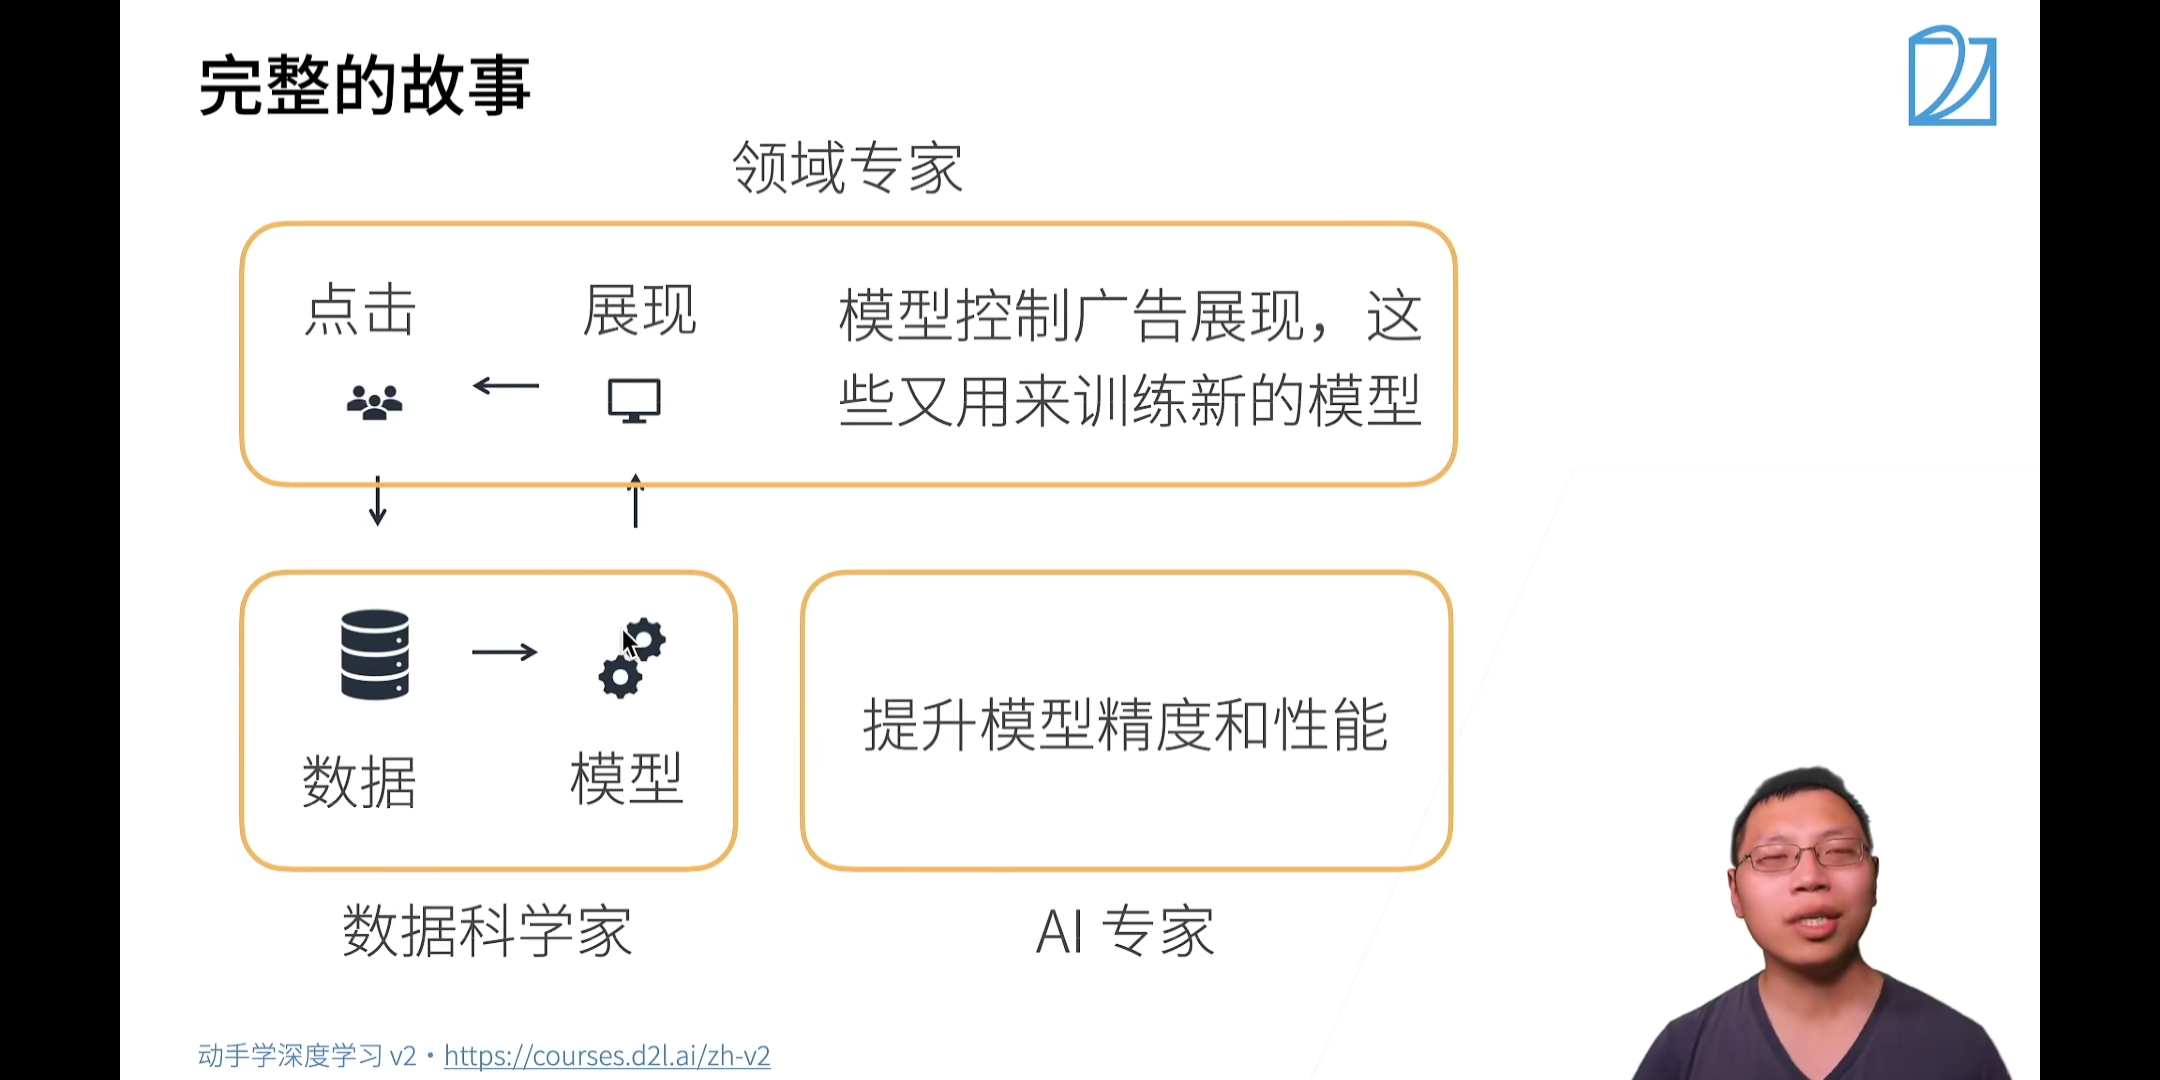 完整的故事
领域专家
点击
展现
模型控制广告展现，这
些又用来训练新的模型
数据
模型
提升模型精度和性能
数据科学家
AI 专家
动手学深度学习 v2 • https://courses.d2l.ai/zh-v2